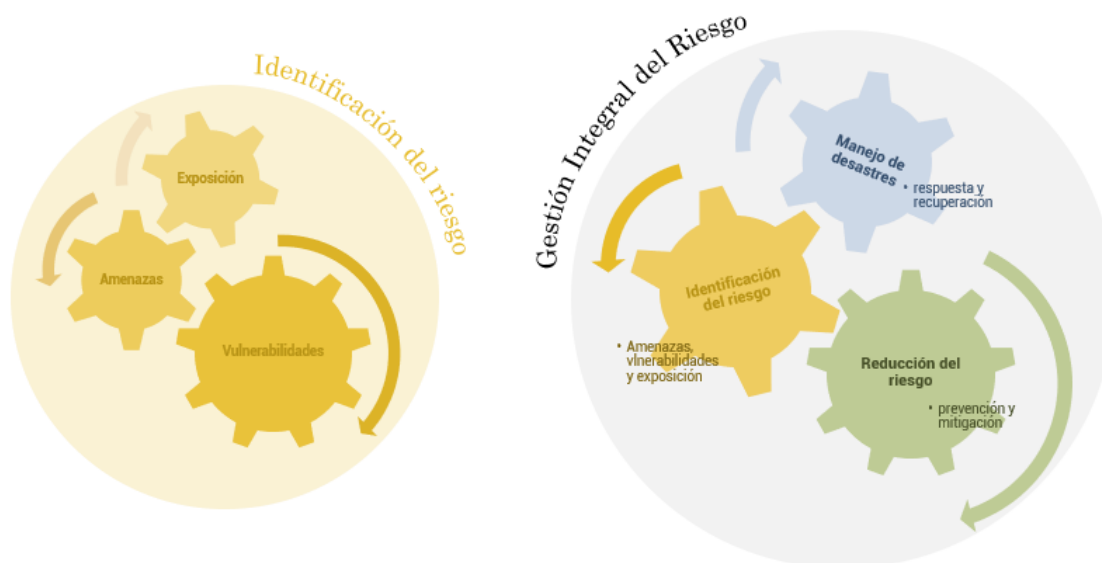 Identificación del riesgo
Exposición
Amenazas
Vulnerabilidades
Gestión Integral del Riesgo
Manejo de
desastres
• respuesta y
recuperación
Identificación
del riesgo
• Amenazas,
vlnerabilidades
y exposición
Reducción del
riesgo
• prevención y
mitigación